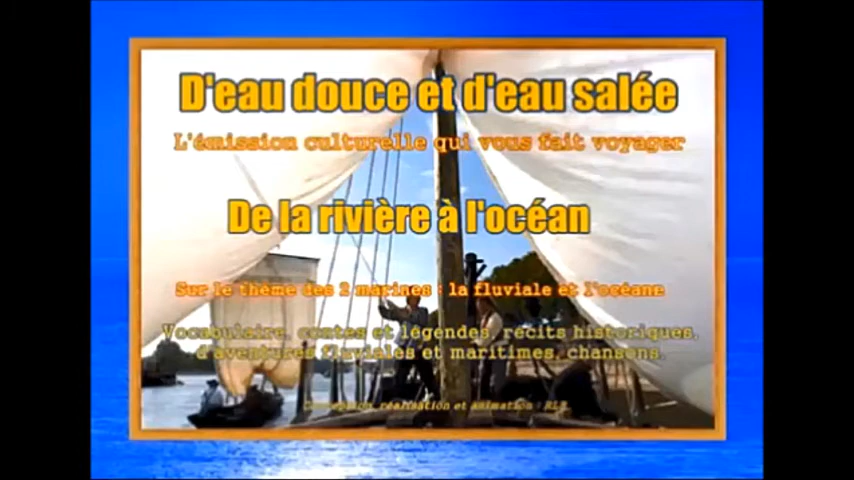 D'eau douce et d'eau salée
L'émission culturelle qui vous fait voyager
De la rivière à l'océan
Sur le thème des 2 marines : la fluviale et l'océane
Vocabulaire, contes et légendes, récits historiques,
d'aventures fluviales et maritimes, chansons.
Conception, réalisation et animation :